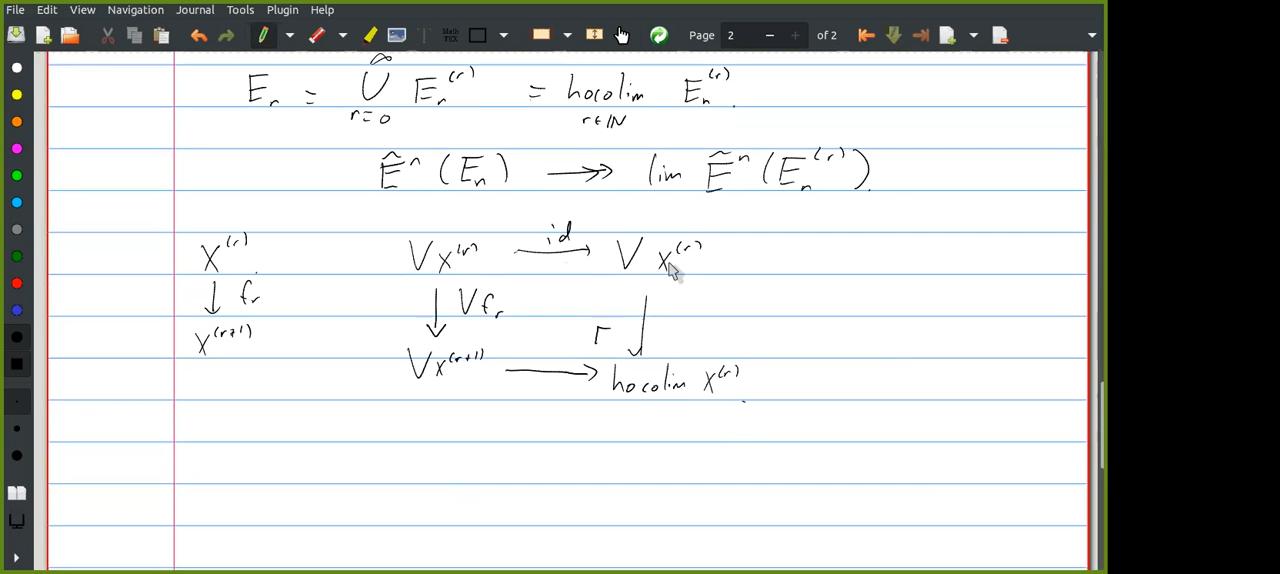 File Edit View Navigation Journal Tools Plugin Help
Page 2 of 2
E_n = ⋃_{r=0}^{∞} E_n^{(r)} = hocolim_{r∈ℕ} E_n^{(r)}.
Ẽ^n (E_n) ↠ lim Ẽ^n (E_n^{(r)}).
X^{(r)} ⋁ X^{(r)} → id ⋁ X^{(r)}
↓ f_r ↓ ⋁ f_r Γ ↓
X^{(r+1)} ⋁ X^{(r+1)} → hocolim X^{(r)}.